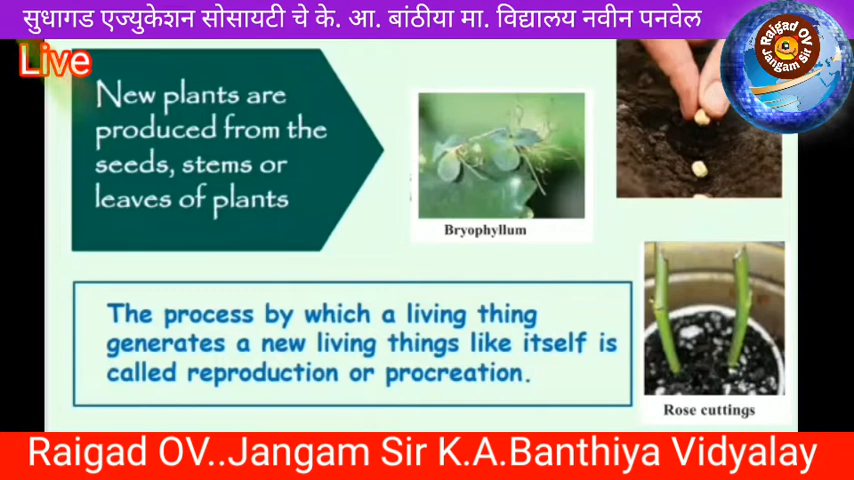 सुधागड एज्युकेशन सोसायटी चे के. आ. बांठीया मा. विद्यालय नवीन पनवेल
Live
Raigad OV
Jangam Sir
New plants are
produced from the
seeds, stems or
leaves of plants
Bryophyllum
The process by which a living thing
generates a new living things like itself is
called reproduction or procreation.
Rose cuttings
Raigad OV..Jangam Sir K.A.Banthiya Vidyalay